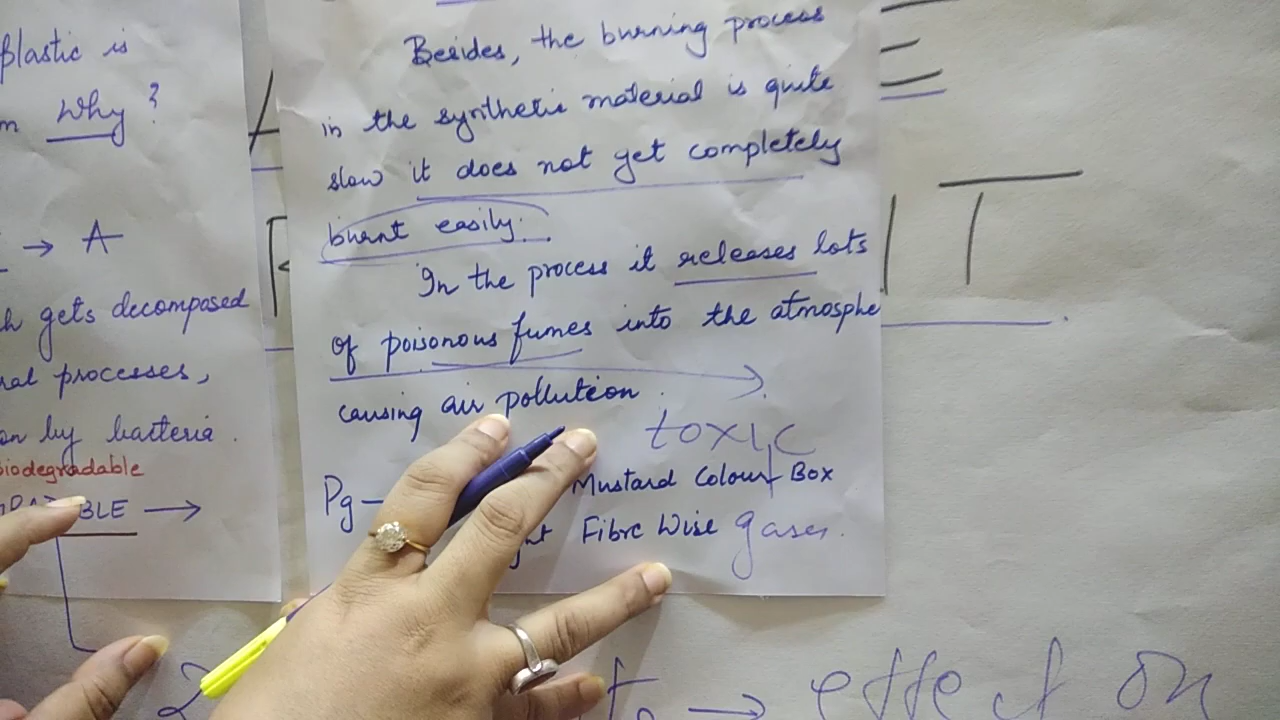 plastic is
Why ?
→ A
gets decomposed
processes,
by bacteria.
Biodegradable
BLE →
Besides, the burning process
in the synthetic material is quite
slow it does not get completely
burnt easily.
In the process it releases lots
of poisonous fumes into the atmosphe
causing air pollution.
toxic
Pg – Mustard Colour Box
Fibre Wise gases.
→ effect on